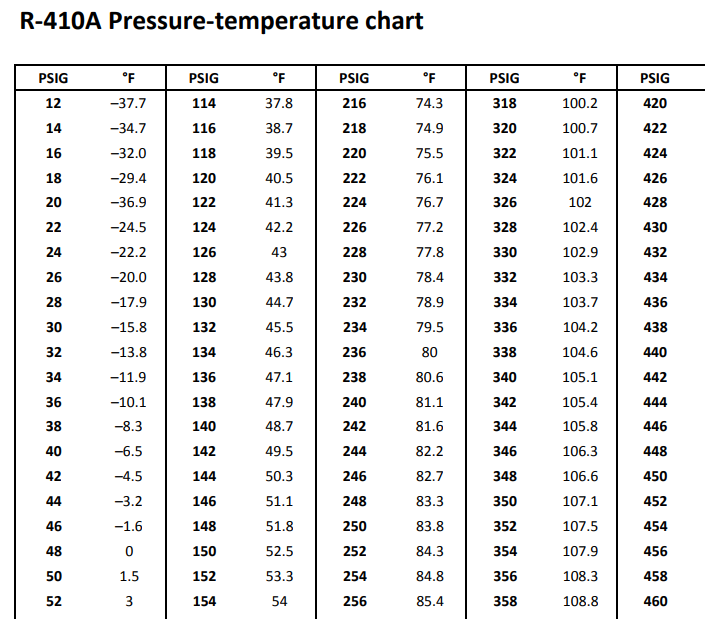 R-410A Pressure-temperature chart
PSIG °F PSIG °F PSIG °F PSIG °F PSIG
12 –37.7 114 37.8 216 74.3 318 100.2 420
14 –34.7 116 38.7 218 74.9 320 100.7 422
16 –32.0 118 39.5 220 75.5 322 101.1 424
18 –29.4 120 40.5 222 76.1 324 101.6 426
20 –36.9 122 41.3 224 76.7 326 102 428
22 –24.5 124 42.2 226 77.2 328 102.4 430
24 –22.2 126 43 228 77.8 330 102.9 432
26 –20.0 128 43.8 230 78.4 332 103.3 434
28 –17.9 130 44.7 232 78.9 334 103.7 436
30 –15.8 132 45.5 234 79.5 336 104.2 438
32 –13.8 134 46.3 236 80 338 104.6 440
34 –11.9 136 47.1 238 80.6 340 105.1 442
36 –10.1 138 47.9 240 81.1 342 105.4 444
38 –8.3 140 48.7 242 81.6 344 105.8 446
40 –6.5 142 49.5 244 82.2 346 106.3 448
42 –4.5 144 50.3 246 82.7 348 106.6 450
44 –3.2 146 51.1 248 83.3 350 107.1 452
46 –1.6 148 51.8 250 83.8 352 107.5 454
48 0 150 52.5 252 84.3 354 107.9 456
50 1.5 152 53.3 254 84.8 356 108.3 458
52 3 154 54 256 85.4 358 108.8 460